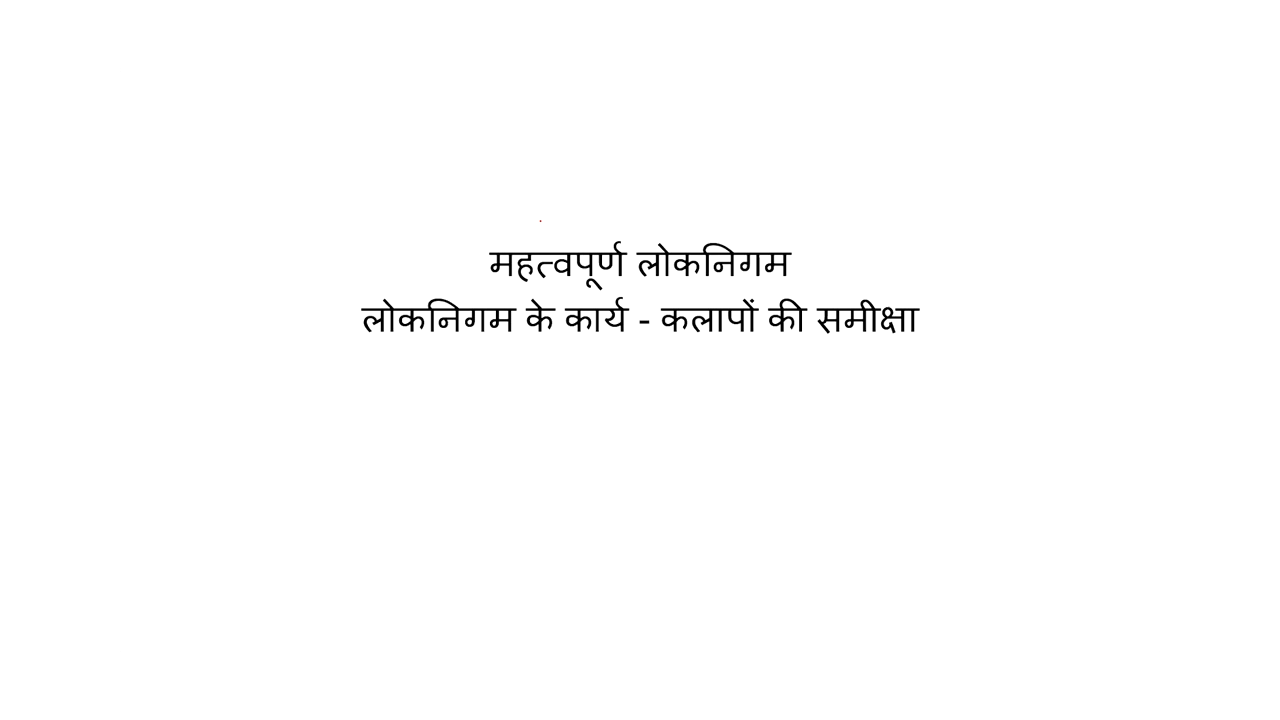 महत्वपूर्ण लोकनिगम
लोकनिगम के कार्य - कलापों की समीक्षा